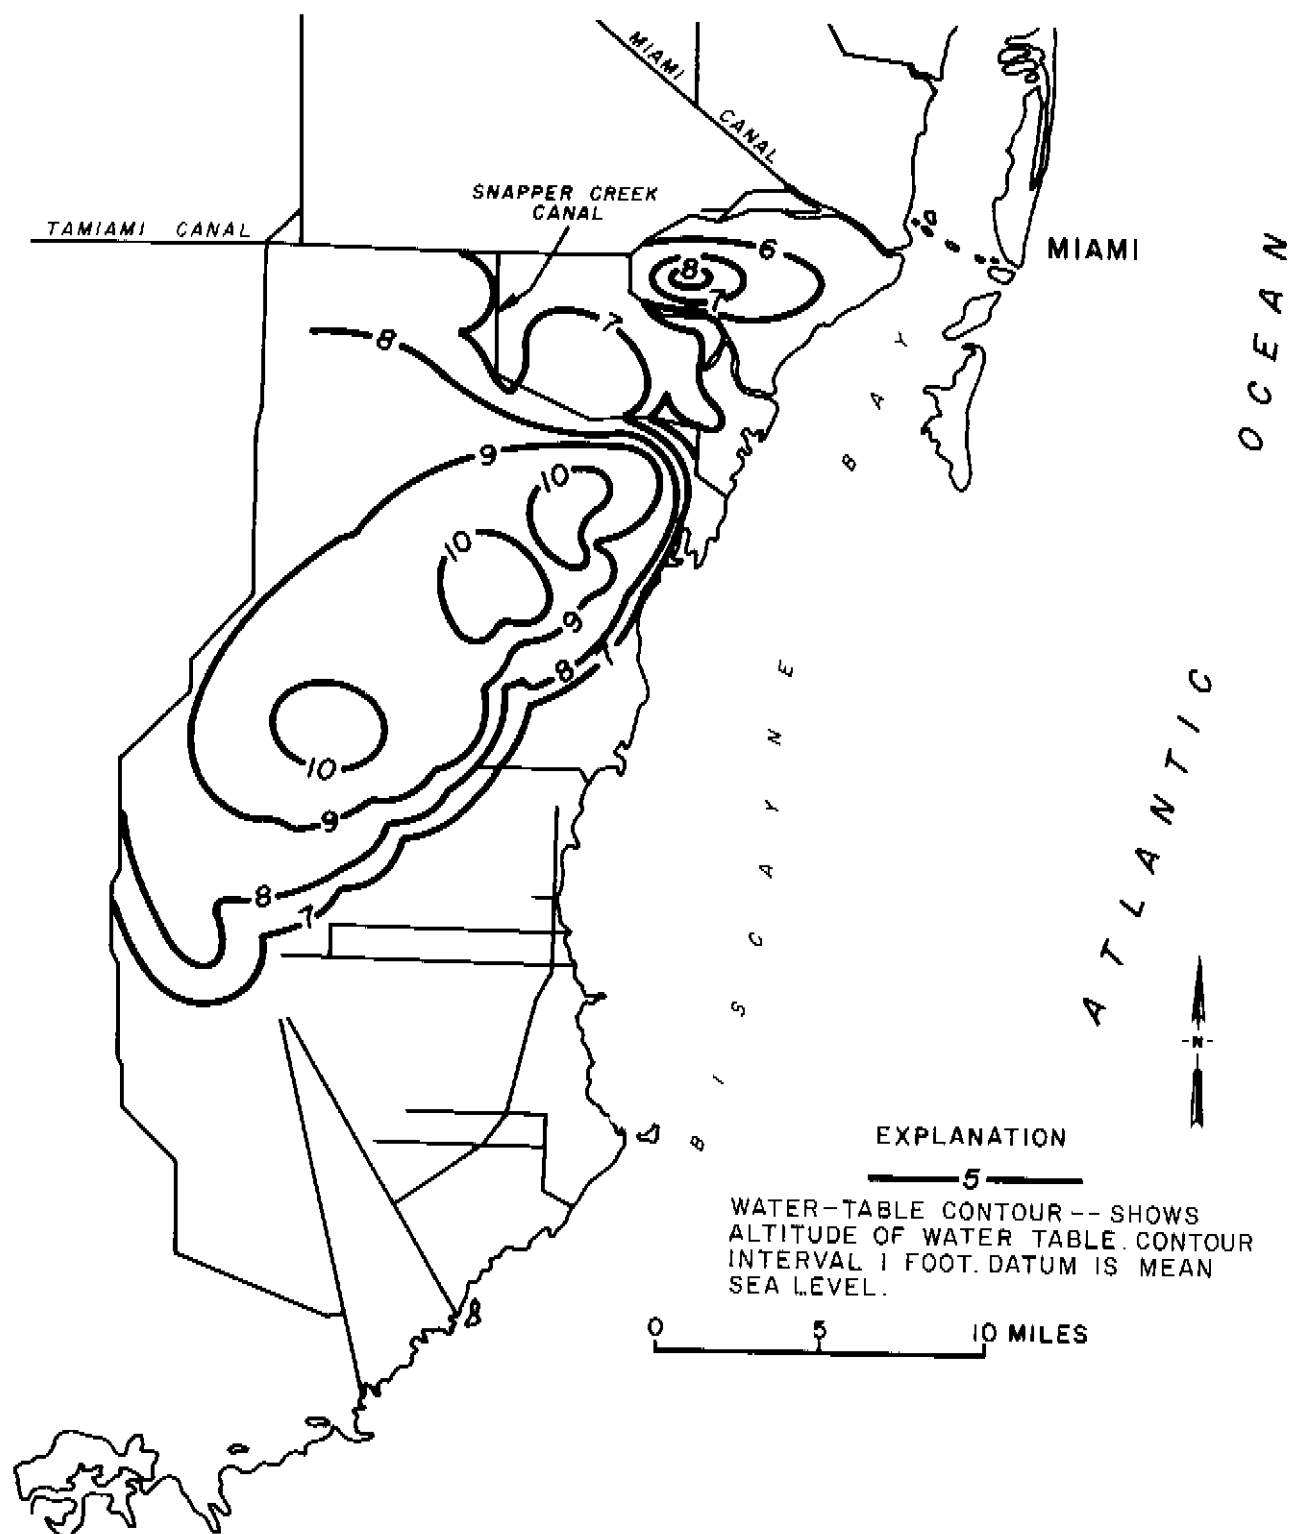 MIAMI CANAL
SNAPPER CREEK
CANAL
TAMIAMI CANAL
MIAMI
6
8
7
7
8
9
10
10
9
8
7
10
9
8
7
BISCAYNE BAY
ATLANTIC OCEAN
-N-
EXPLANATION
5
WATER-TABLE CONTOUR -- SHOWS
ALTITUDE OF WATER TABLE. CONTOUR
INTERVAL 1 FOOT. DATUM IS MEAN
SEA LEVEL.
0 5 10 MILES